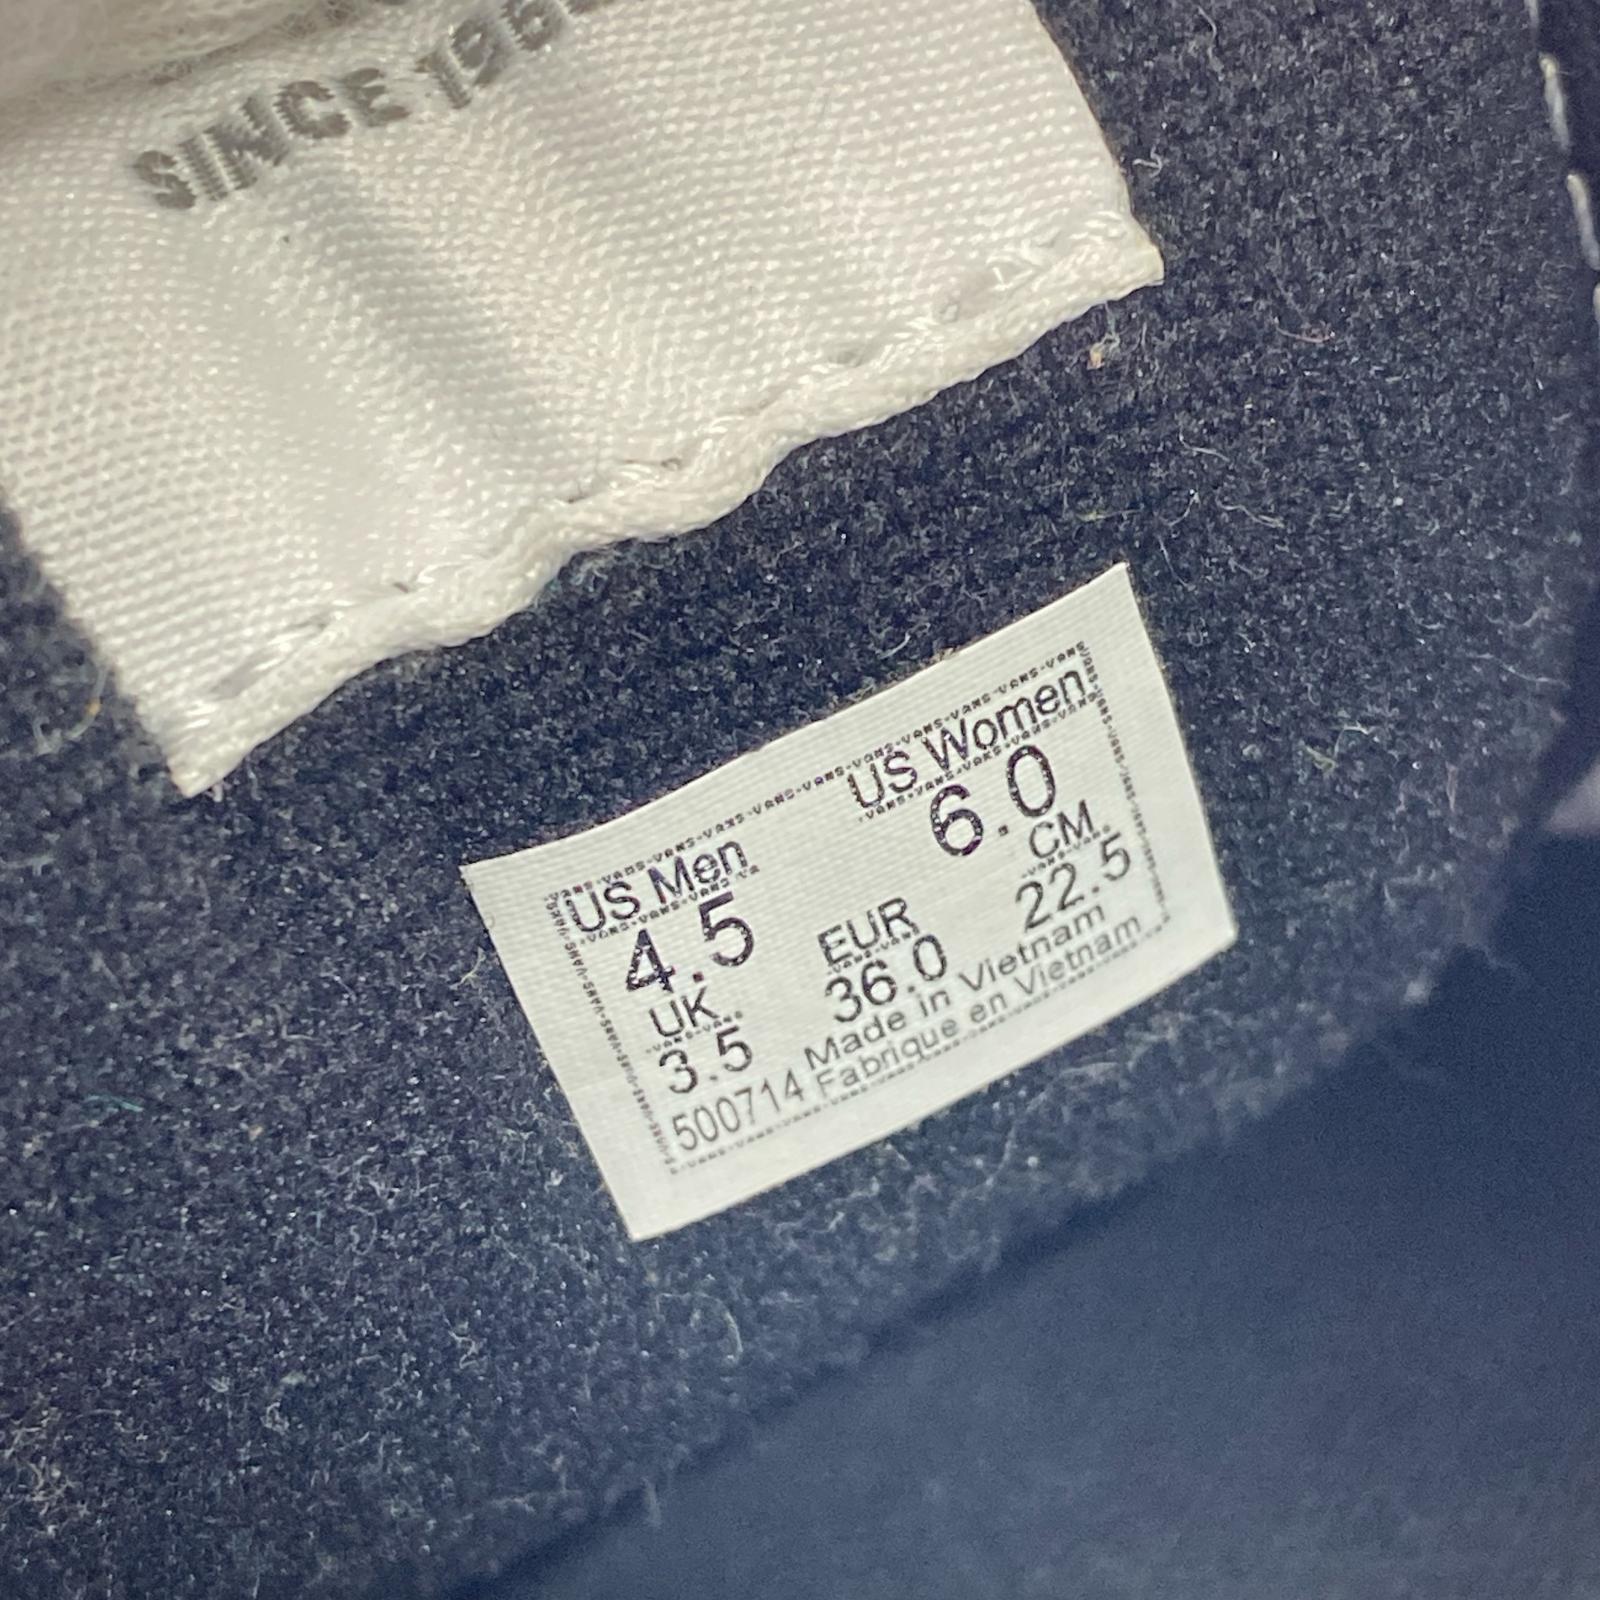 SINCE 196
US Men US Women
4.5 6.0
UK EUR CM
3.5 36.0 22.5
500714 Made in Vietnam
Fabrique en Vietnam